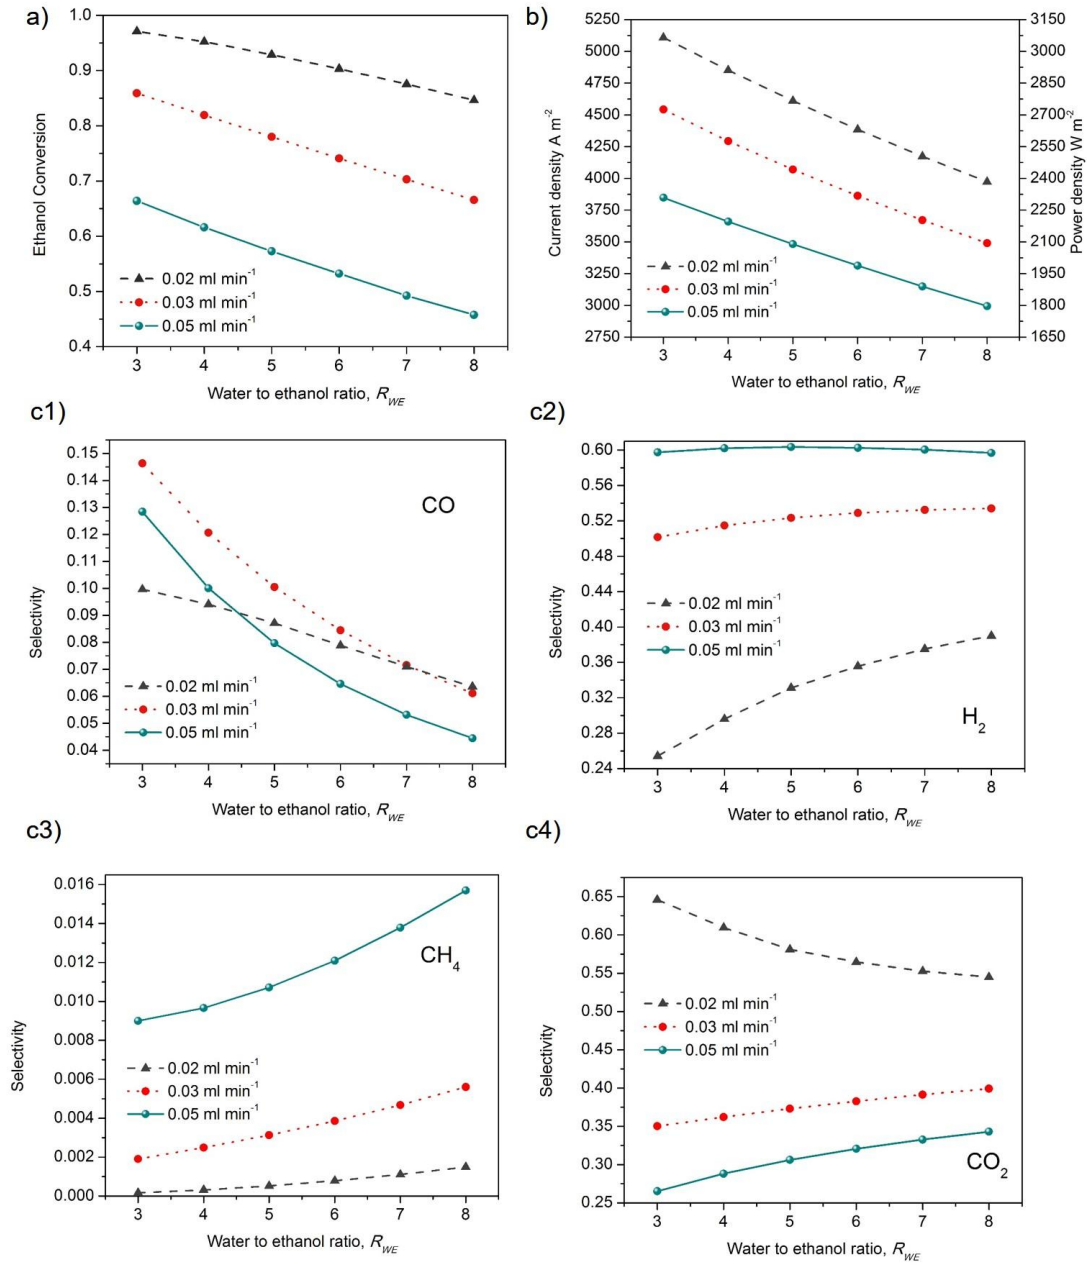 a)
1.0
0.9
0.8
0.7
0.6
0.5
0.4
Ethanol Conversion
0.02 ml min⁻¹
0.03 ml min⁻¹
0.05 ml min⁻¹
3 4 5 6 7 8
Water to ethanol ratio, R_WE
b)
5250
5000
4750
4500
4250
4000
3750
3500
3250
3000
2750
Current density A m⁻²
3150
3000
2850
2700
2550
2400
2250
2100
1950
1800
1650
Power density W m⁻²
0.02 ml min⁻¹
0.03 ml min⁻¹
0.05 ml min⁻¹
3 4 5 6 7 8
Water to ethanol ratio, R_WE
c1)
0.15
0.14
0.13
0.12
0.11
0.10
0.09
0.08
0.07
0.06
0.05
0.04
Selectivity
CO
0.02 ml min⁻¹
0.03 ml min⁻¹
0.05 ml min⁻¹
3 4 5 6 7 8
Water to ethanol ratio, R_WE
c2)
0.60
0.56
0.52
0.48
0.44
0.40
0.36
0.32
0.28
0.24
Selectivity
0.02 ml min⁻¹
0.03 ml min⁻¹
0.05 ml min⁻¹
H₂
3 4 5 6 7 8
Water to ethanol ratio, R_WE
c3)
0.016
0.014
0.012
0.010
0.008
0.006
0.004
0.002
0.000
Selectivity
CH₄
0.02 ml min⁻¹
0.03 ml min⁻¹
0.05 ml min⁻¹
3 4 5 6 7 8
Water to ethanol ratio, R_WE
c4)
0.65
0.60
0.55
0.50
0.45
0.40
0.35
0.30
0.25
Selectivity
0.02 ml min⁻¹
0.03 ml min⁻¹
0.05 ml min⁻¹
CO₂
3 4 5 6 7 8
Water to ethanol ratio, R_WE